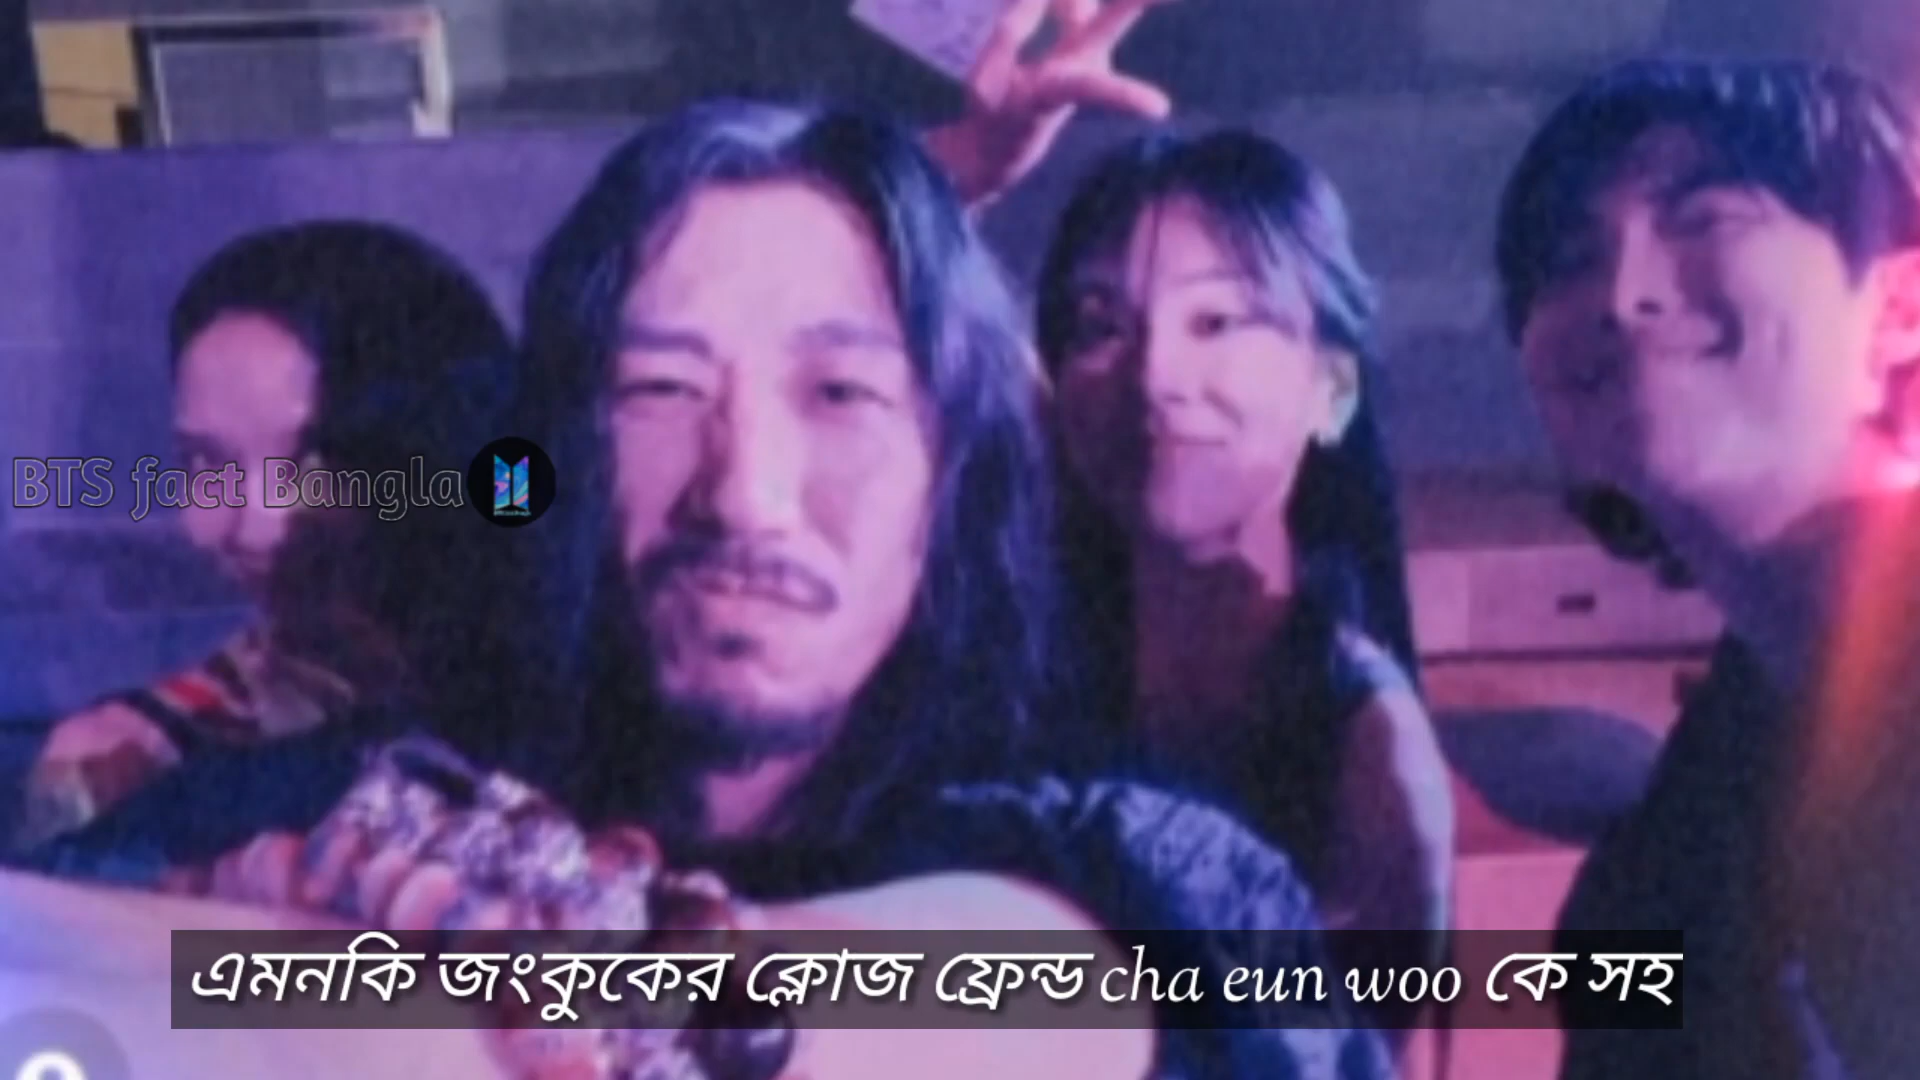 BTS fact Bangla
এমনকি জংকুকের ক্লোজ ফ্রেন্ড cha eun woo কে সহ